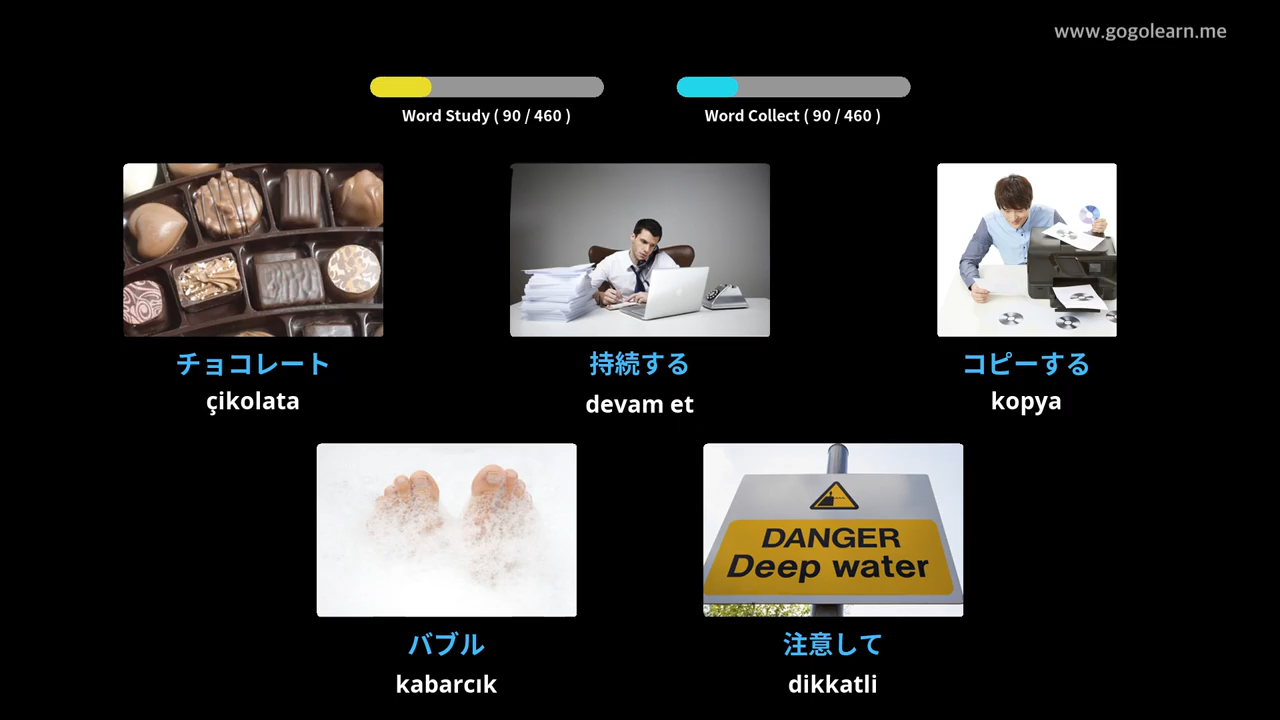 www.gogolearn.me
Word Study ( 90 / 460 )
Word Collect ( 90 / 460 )
チョコレート
çikolata
持続する
devam et
コピーする
kopya
DANGER
Deep water
バブル
kabarcık
注意して
dikkatli